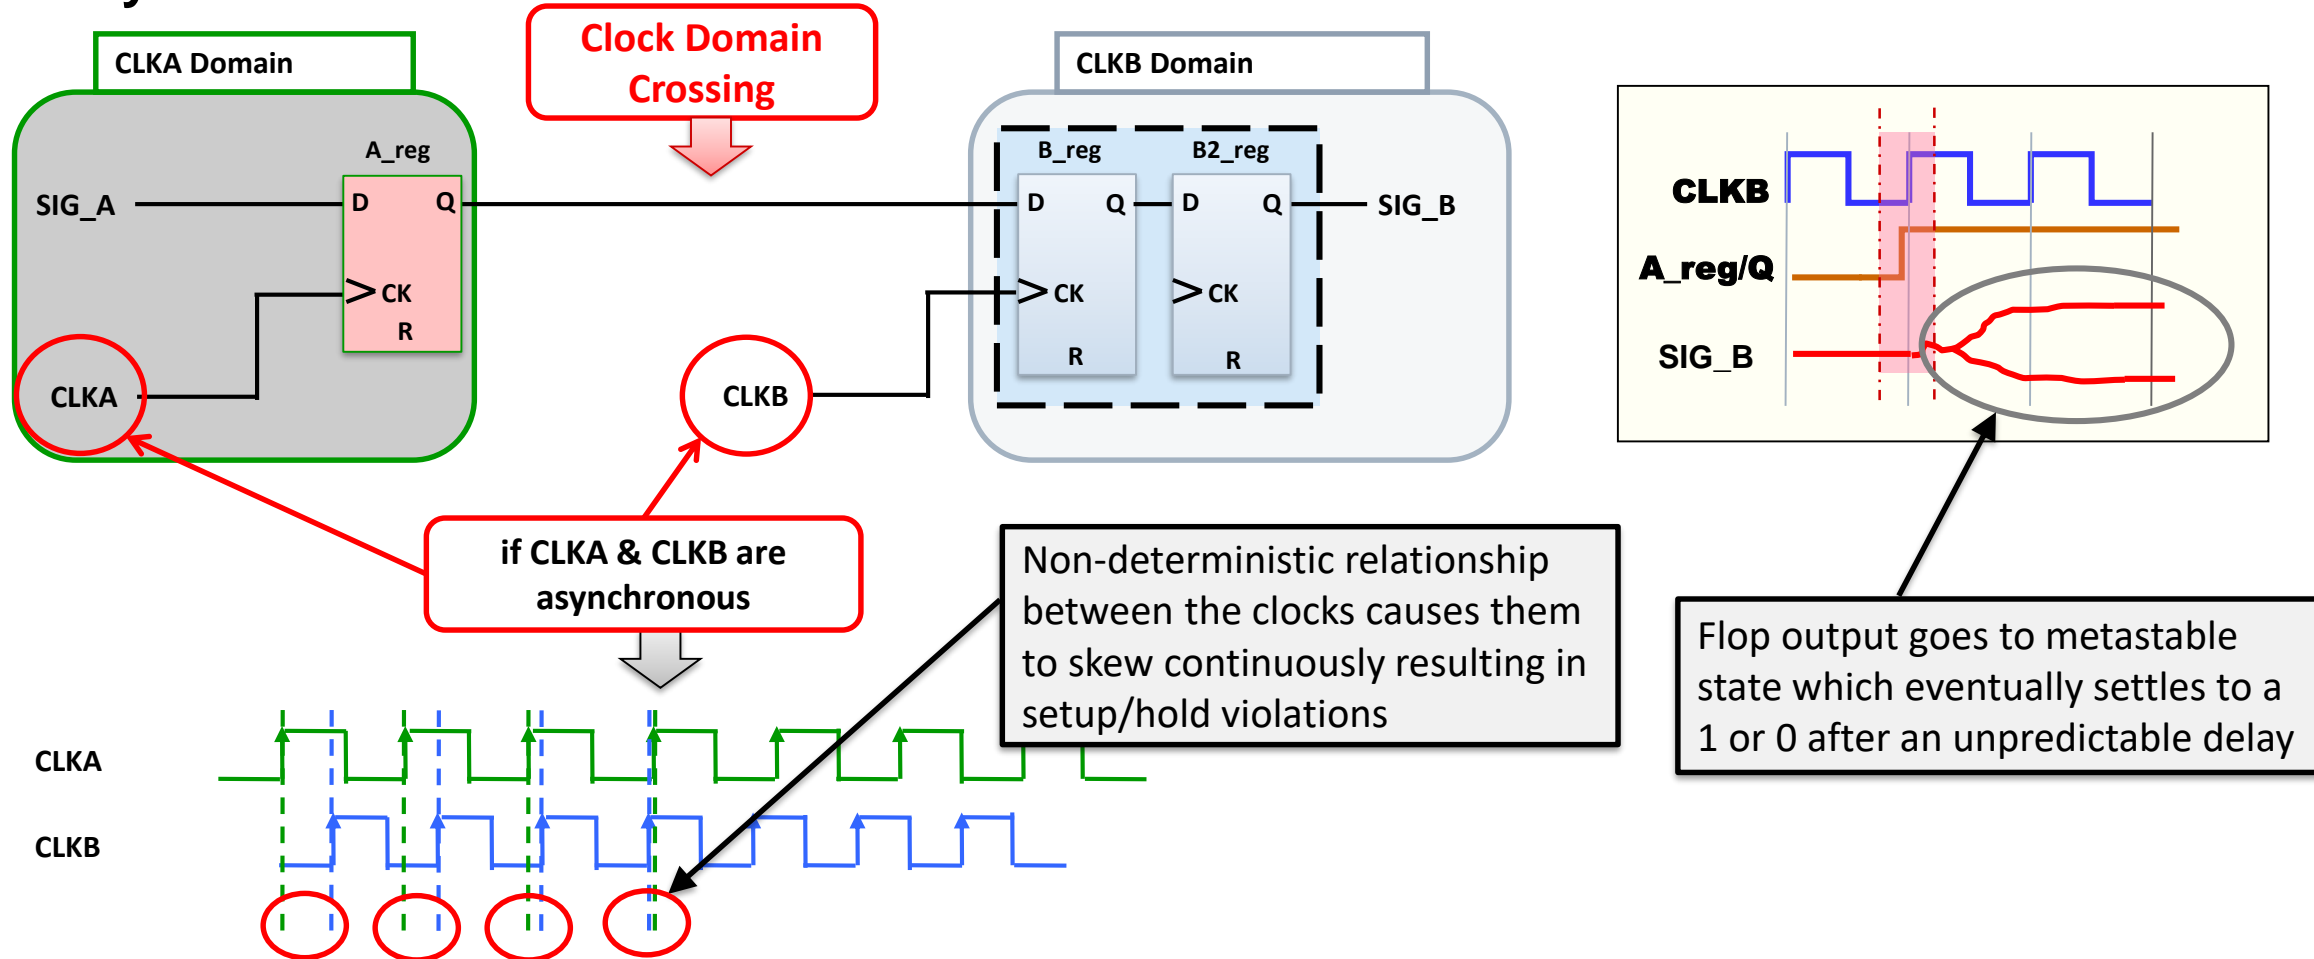 Clock Domain
Crossing
CLKA Domain
CLKB Domain
A_reg
B_reg
B2_reg
SIG_A
D
Q
D
Q
D
Q
SIG_B
CK
CK
CK
R
R
R
CLKA
CLKB
CLKB
A_reg/Q
SIG_B
if CLKA & CLKB are
asynchronous
Non-deterministic relationship
between the clocks causes them
to skew continuously resulting in
setup/hold violations
Flop output goes to metastable
state which eventually settles to a
1 or 0 after an unpredictable delay
CLKA
CLKB